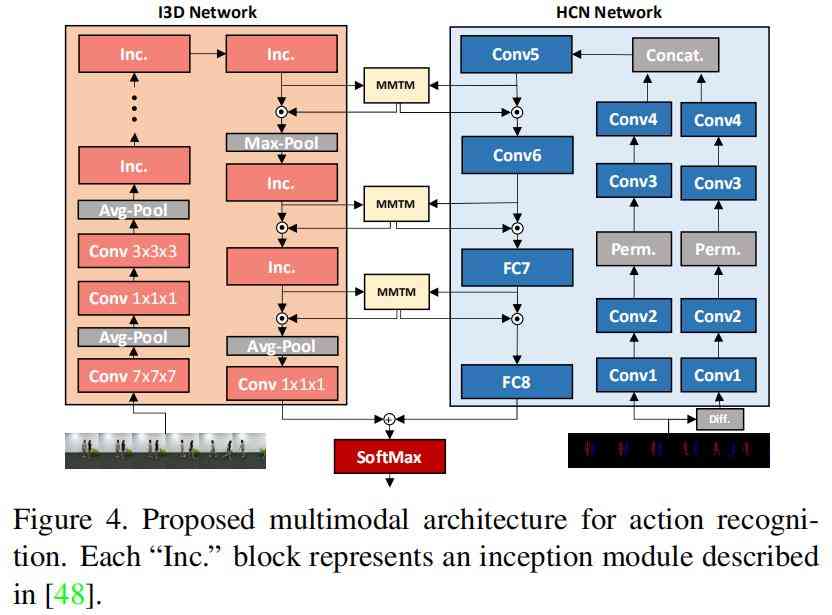 I3D Network
HCN Network
Inc.
Inc.
MMTM
Conv5
Concat.
Max-Pool
Conv4
Conv4
Inc.
Inc.
Conv6
Conv3
Conv3
MMTM
Avg-Pool
Conv 3x3x3
Inc.
FC7
Perm.
Perm.
MMTM
Conv 1x1x1
Conv2
Conv2
Avg-Pool
Avg-Pool
Conv 7x7x7
Conv 1x1x1
FC8
Conv1
Conv1
Diff.
SoftMax
Figure 4. Proposed multimodal architecture for action recogni-
tion. Each “Inc.” block represents an inception module described
in [48].